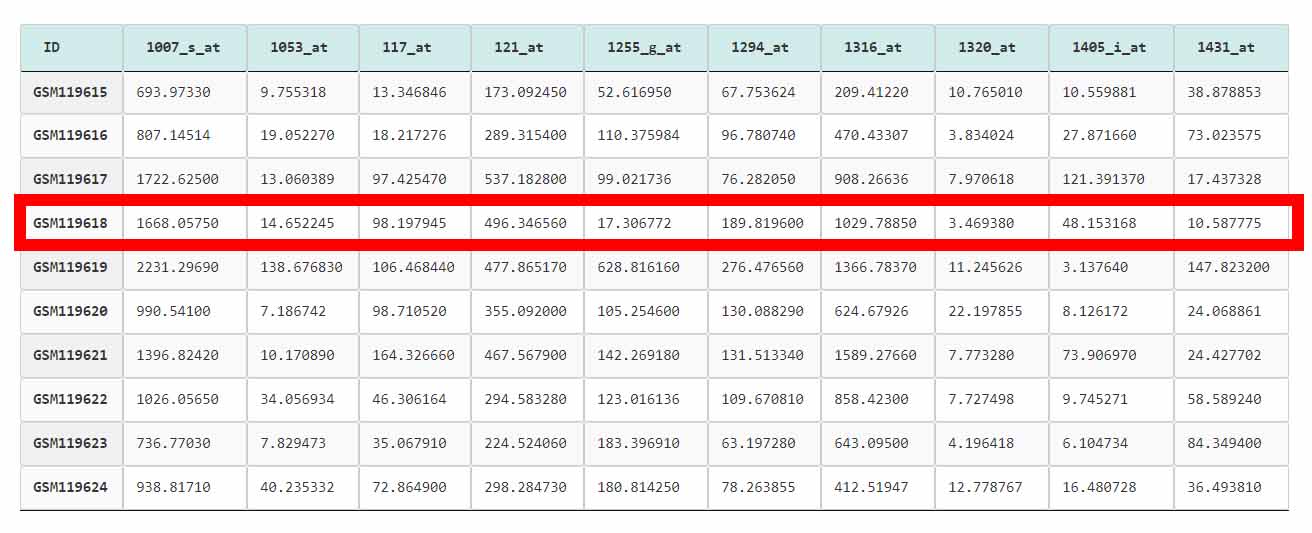 ID 1007_s_at 1053_at 117_at 121_at 1255_g_at 1294_at 1316_at 1320_at 1405_i_at 1431_at
GSM119615 693.97330 9.755318 13.346846 173.092450 52.616950 67.753624 209.41220 10.765010 10.559881 38.878853
GSM119616 807.14514 19.052270 18.217276 289.315400 110.375984 96.780740 470.43307 3.834024 27.871660 73.023575
GSM119617 1722.62500 13.060389 97.425470 537.182800 99.021736 76.282050 908.26636 7.970618 121.391370 17.437328
GSM119618 1668.05750 14.652245 98.197945 496.346560 17.306772 189.819600 1029.78850 3.469380 48.153168 10.587775
GSM119619 2231.29690 138.676830 106.468440 477.865170 628.816160 276.476560 1366.78370 11.245626 3.137640 147.823200
GSM119620 990.54100 7.186742 98.710520 355.092000 105.254600 130.088290 624.67926 22.197855 8.126172 24.068861
GSM119621 1396.82420 10.170890 164.326660 467.567900 142.269180 131.513340 1589.27660 7.773280 73.906970 24.427702
GSM119622 1026.05650 34.056934 46.306164 294.583280 123.016136 109.670810 858.42300 7.727498 9.745271 58.589240
GSM119623 736.77030 7.829473 35.067910 224.524060 183.396910 63.197280 643.09500 4.196418 6.104734 84.349400
GSM119624 938.81710 40.235332 72.864900 298.284730 180.814250 78.263855 412.51947 12.778767 16.480728 36.493810